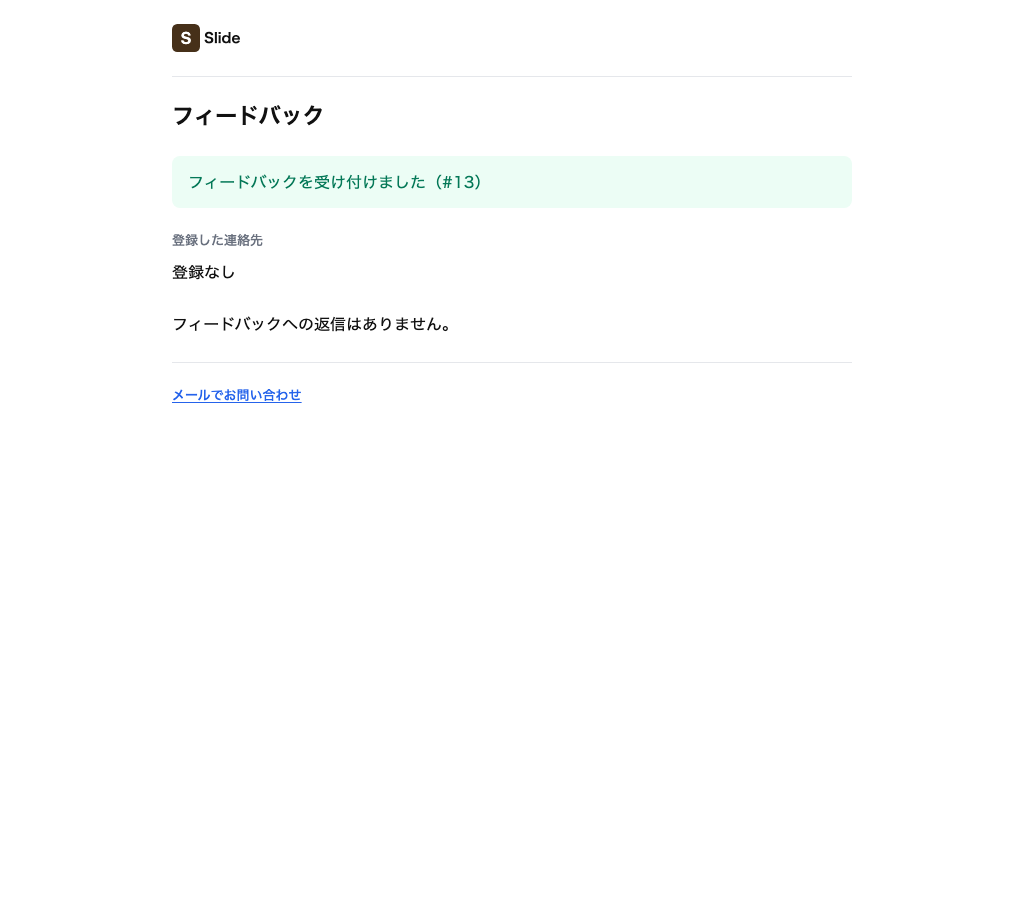 S Slide
フィードバック
フィードバックを受け付けました（#13）
登録した連絡先
登録なし
フィードバックへの返信はありません。
メールでお問い合わせ